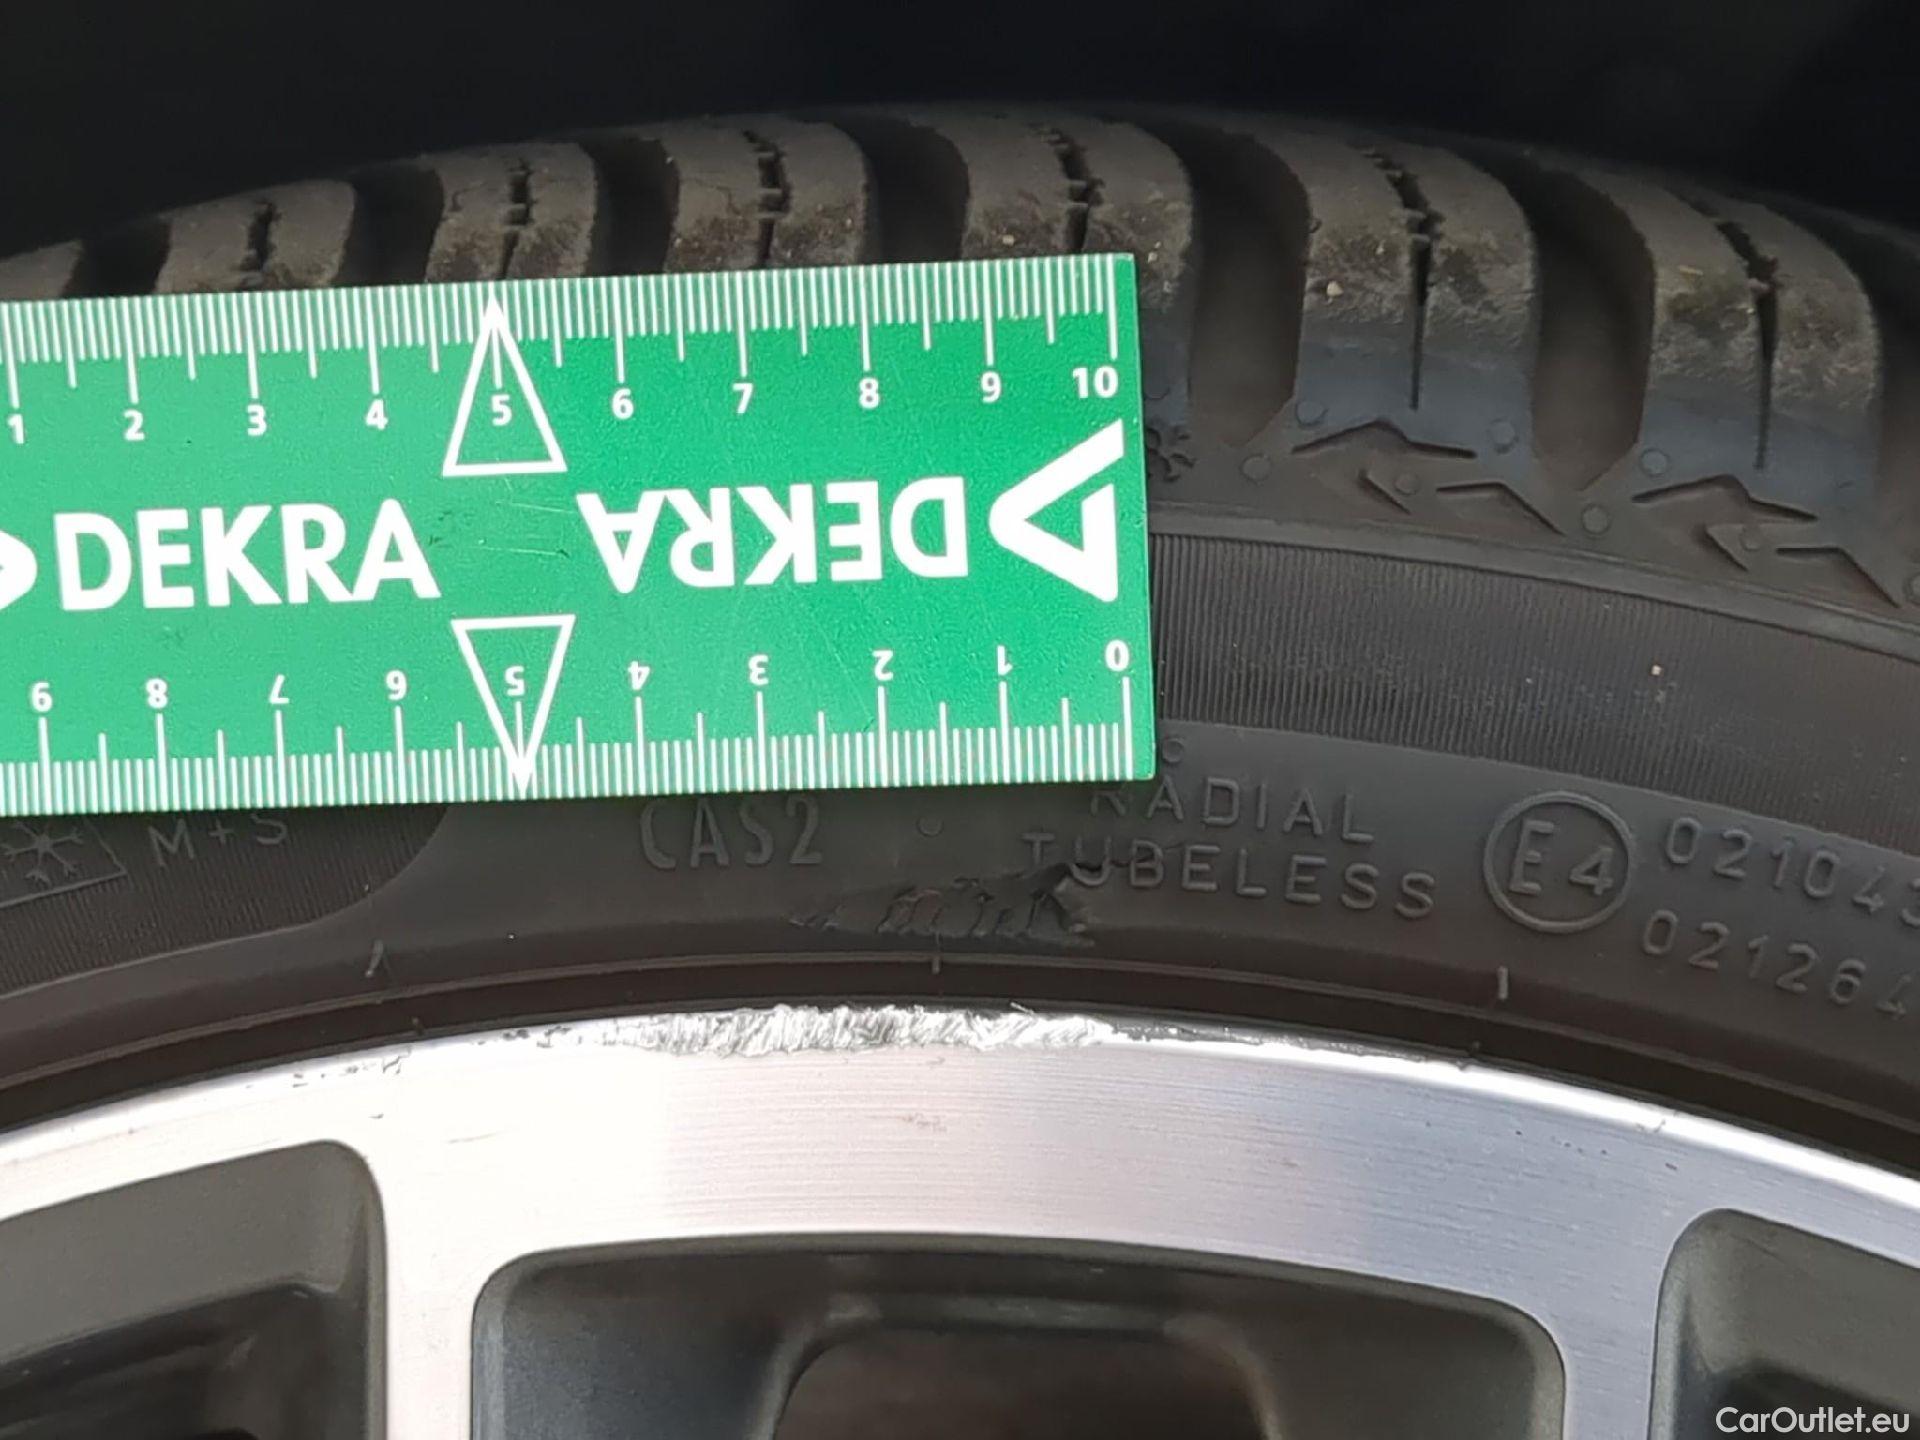 1 2 3 4 5 6 7 8 9 10
DEKRA DEKRA
9 8 7 6 5 4 3 2 1 0
M+S CAS2 RADIAL
TUBELESS
E4
02104
021264
CarOutlet.eu